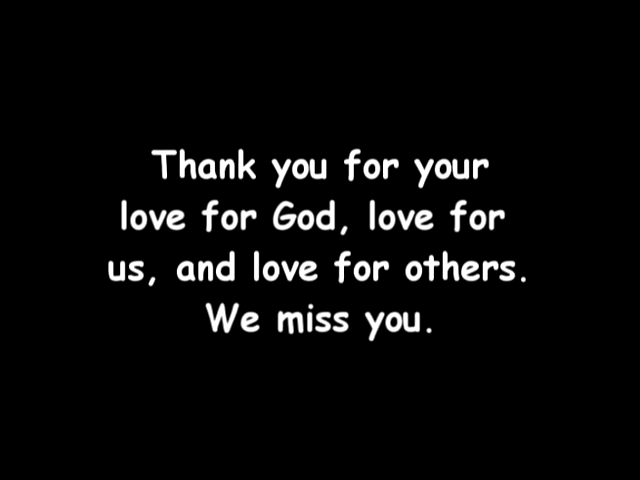 Thank you for your
love for God, love for
us, and love for others.
We miss you.